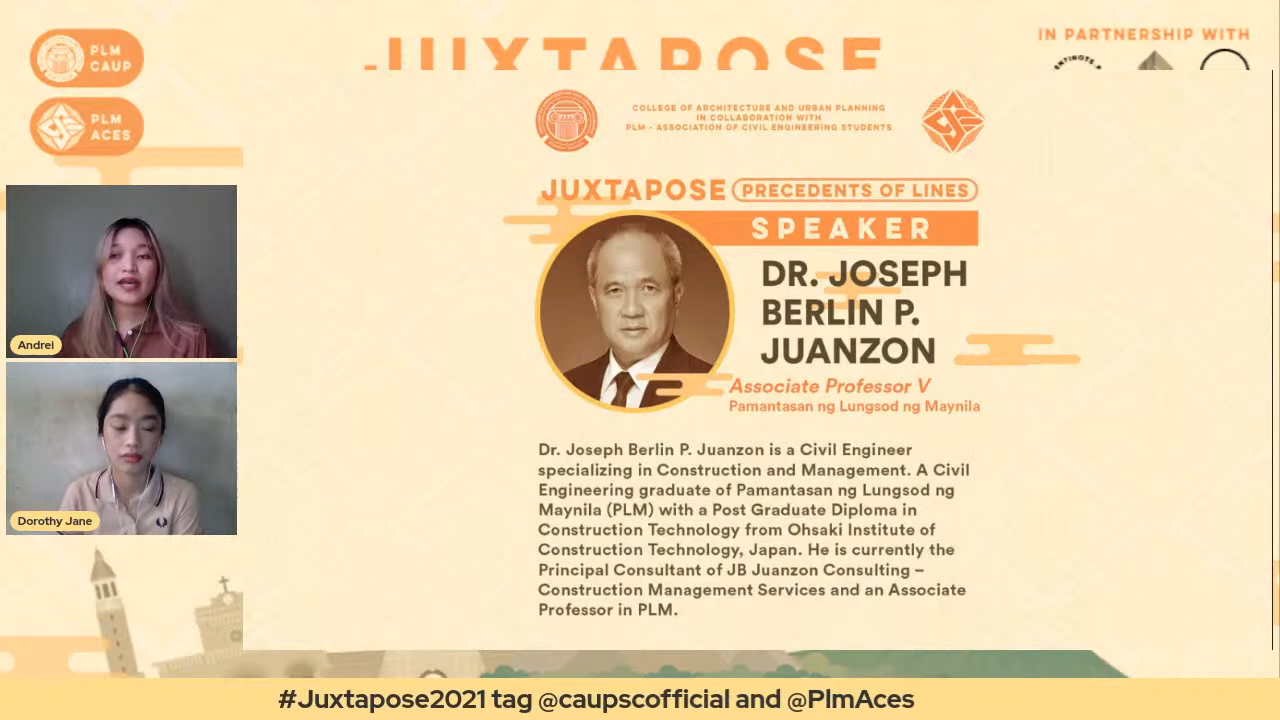 PLM
CAUP
PLM
ACES
JUXTAPOSE
IN PARTNERSHIP WITH
COLLEGE OF ARCHITECTURE AND URBAN PLANNING
IN COLLABORATION WITH
PLM - ASSOCIATION OF CIVIL ENGINEERING STUDENTS
JUXTAPOSE PRECEDENTS OF LINES
SPEAKER
DR. JOSEPH
BERLIN P.
JUANZON
Associate Professor V
Pamantasan ng Lungsod ng Maynila
Dr. Joseph Berlin P. Juanzon is a Civil Engineer
specializing in Construction and Management. A Civil
Engineering graduate of Pamantasan ng Lungsod ng
Maynila (PLM) with a Post Graduate Diploma in
Construction Technology from Ohsaki Institute of
Construction Technology, Japan. He is currently the
Principal Consultant of JB Juanzon Consulting –
Construction Management Services and an Associate
Professor in PLM.
Andrei
Dorothy Jane
#Juxtapose2021 tag @caupscofficial and @PlmAces